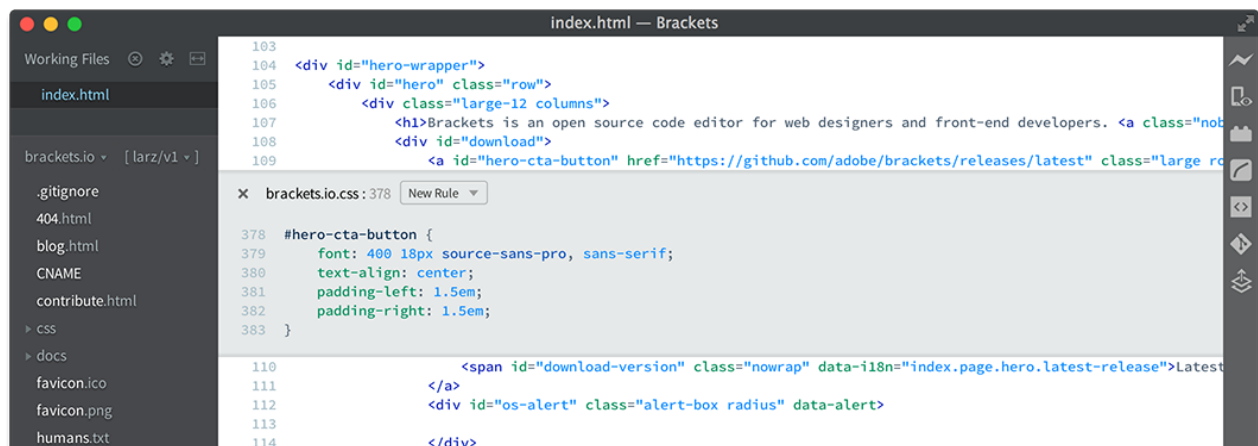 index.html — Brackets
Working Files
index.html
brackets.io [ larz/v1 ]
.gitignore
404.html
blog.html
CNAME
contribute.html
css
docs
favicon.ico
favicon.png
humans.txt
103
104 <div id="hero-wrapper">
105 <div id="hero" class="row">
106 <div class="large-12 columns">
107 <h1>Brackets is an open source code editor for web designers and front-end developers. <a class="nob
108 <div id="download">
109 <a id="hero-cta-button" href="https://github.com/adobe/brackets/releases/latest" class="large ro
× brackets.io.css : 378 New Rule
378 #hero-cta-button {
379 font: 400 18px source-sans-pro, sans-serif;
380 text-align: center;
381 padding-left: 1.5em;
382 padding-right: 1.5em;
383 }
110 <span id="download-version" class="nowrap" data-i18n="index.page.hero.latest-release">Latest
111 </a>
112 <div id="os-alert" class="alert-box radius" data-alert>
113
114 </div>